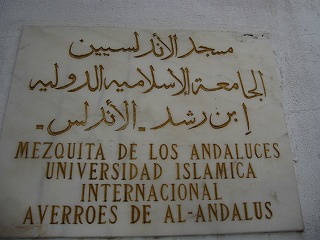 مسجد الأندلسيين
الجامعة الإسلامية الدولية
إبن رشد - الأندلس -
MEZQUITA DE LOS ANDALUCES
UNIVERSIDAD ISLAMICA
INTERNACIONAL
AVERROES DE AL-ANDALUS